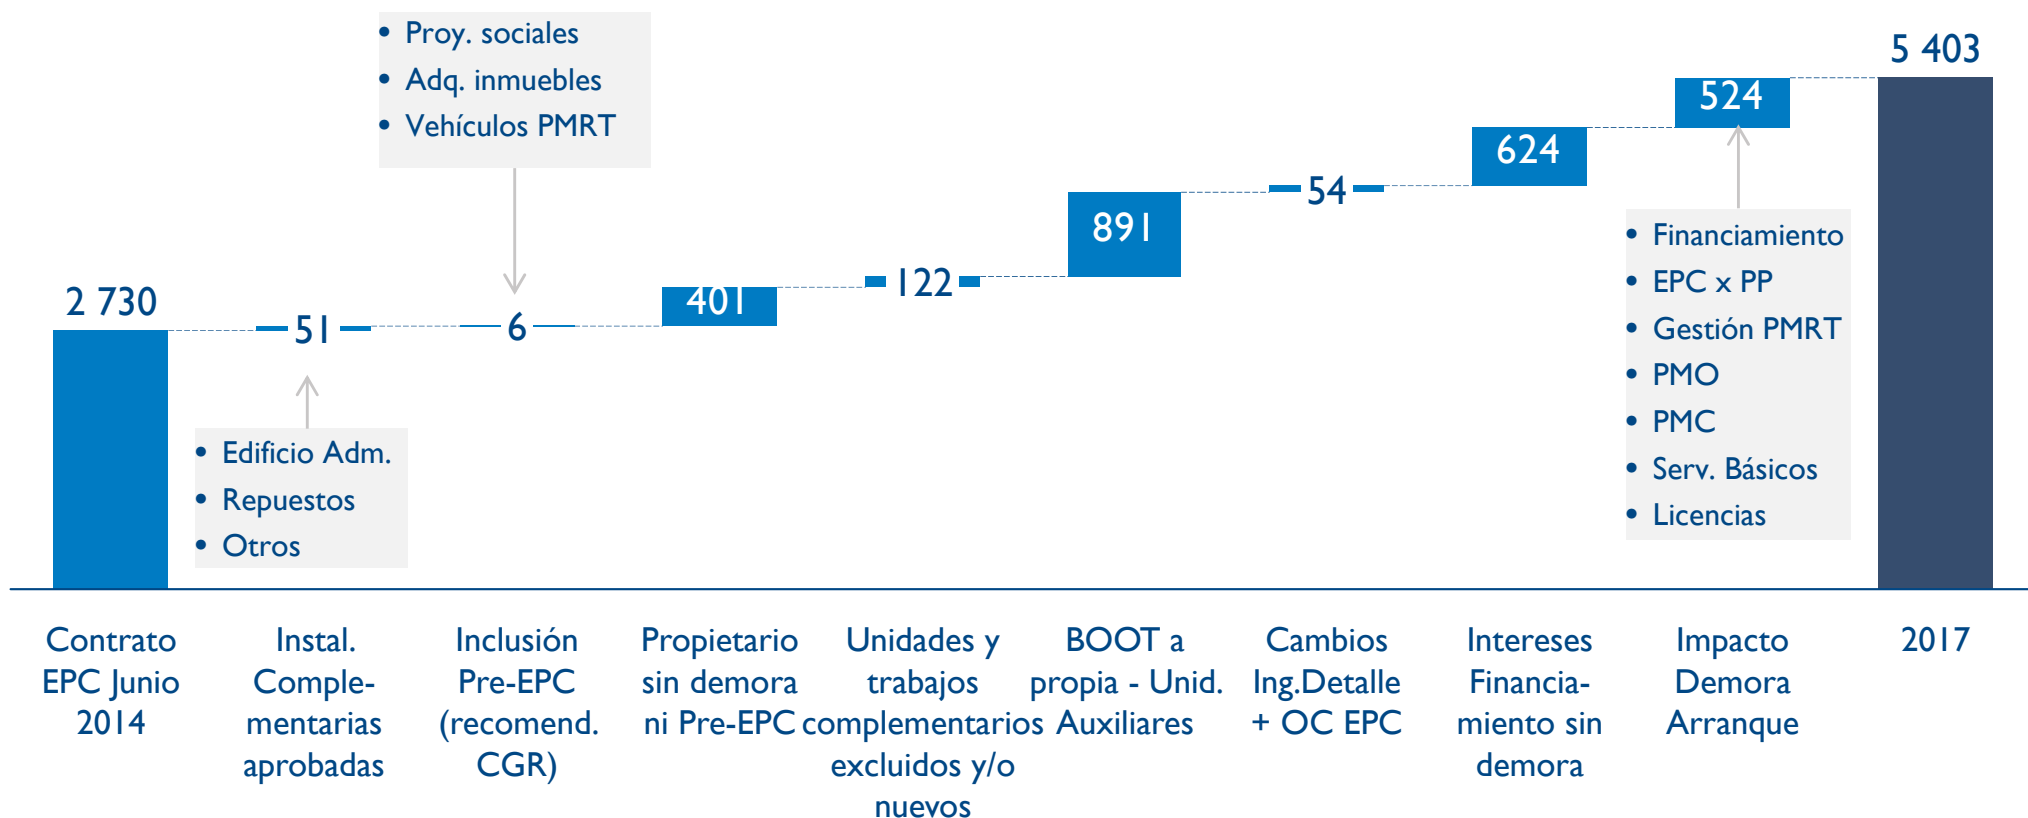 • Proy. sociales
• Adq. inmuebles
• Vehículos PMRT
5 403
524
624
54
891
122
401
6
51
2 730
• Edificio Adm.
• Repuestos
• Otros
• Financiamiento
• EPC x PP
• Gestión PMRT
• PMO
• PMC
• Serv. Básicos
• Licencias
Contrato
EPC Junio
2014
Instal.
Comple-
mentarias
aprobadas
Inclusión
Pre-EPC
(recomend.
CGR)
Propietario
sin demora
ni Pre-EPC
Unidades y
trabajos
complementarios
excluidos y/o
nuevos
BOOT a
propia - Unid.
Auxiliares
Cambios
Ing.Detalle
+ OC EPC
Intereses
Financia-
miento sin
demora
Impacto
Demora
Arranque
2017